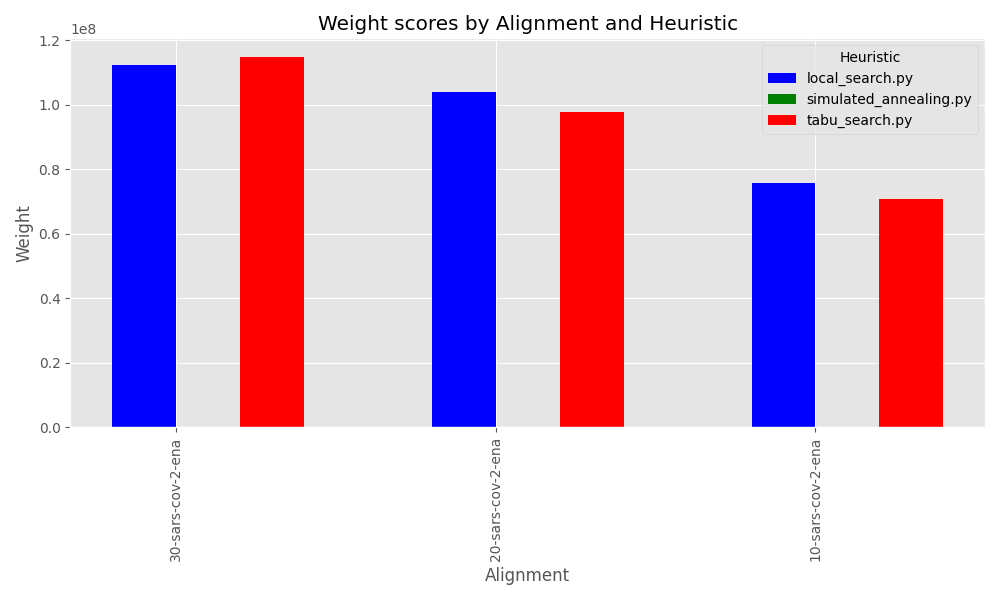 Weight scores by Alignment and Heuristic
1e8
1.2
1.0
0.8
0.6
0.4
0.2
0.0
Weight
Heuristic
local_search.py
simulated_annealing.py
tabu_search.py
30-sars-cov-2-ena
20-sars-cov-2-ena
10-sars-cov-2-ena
Alignment